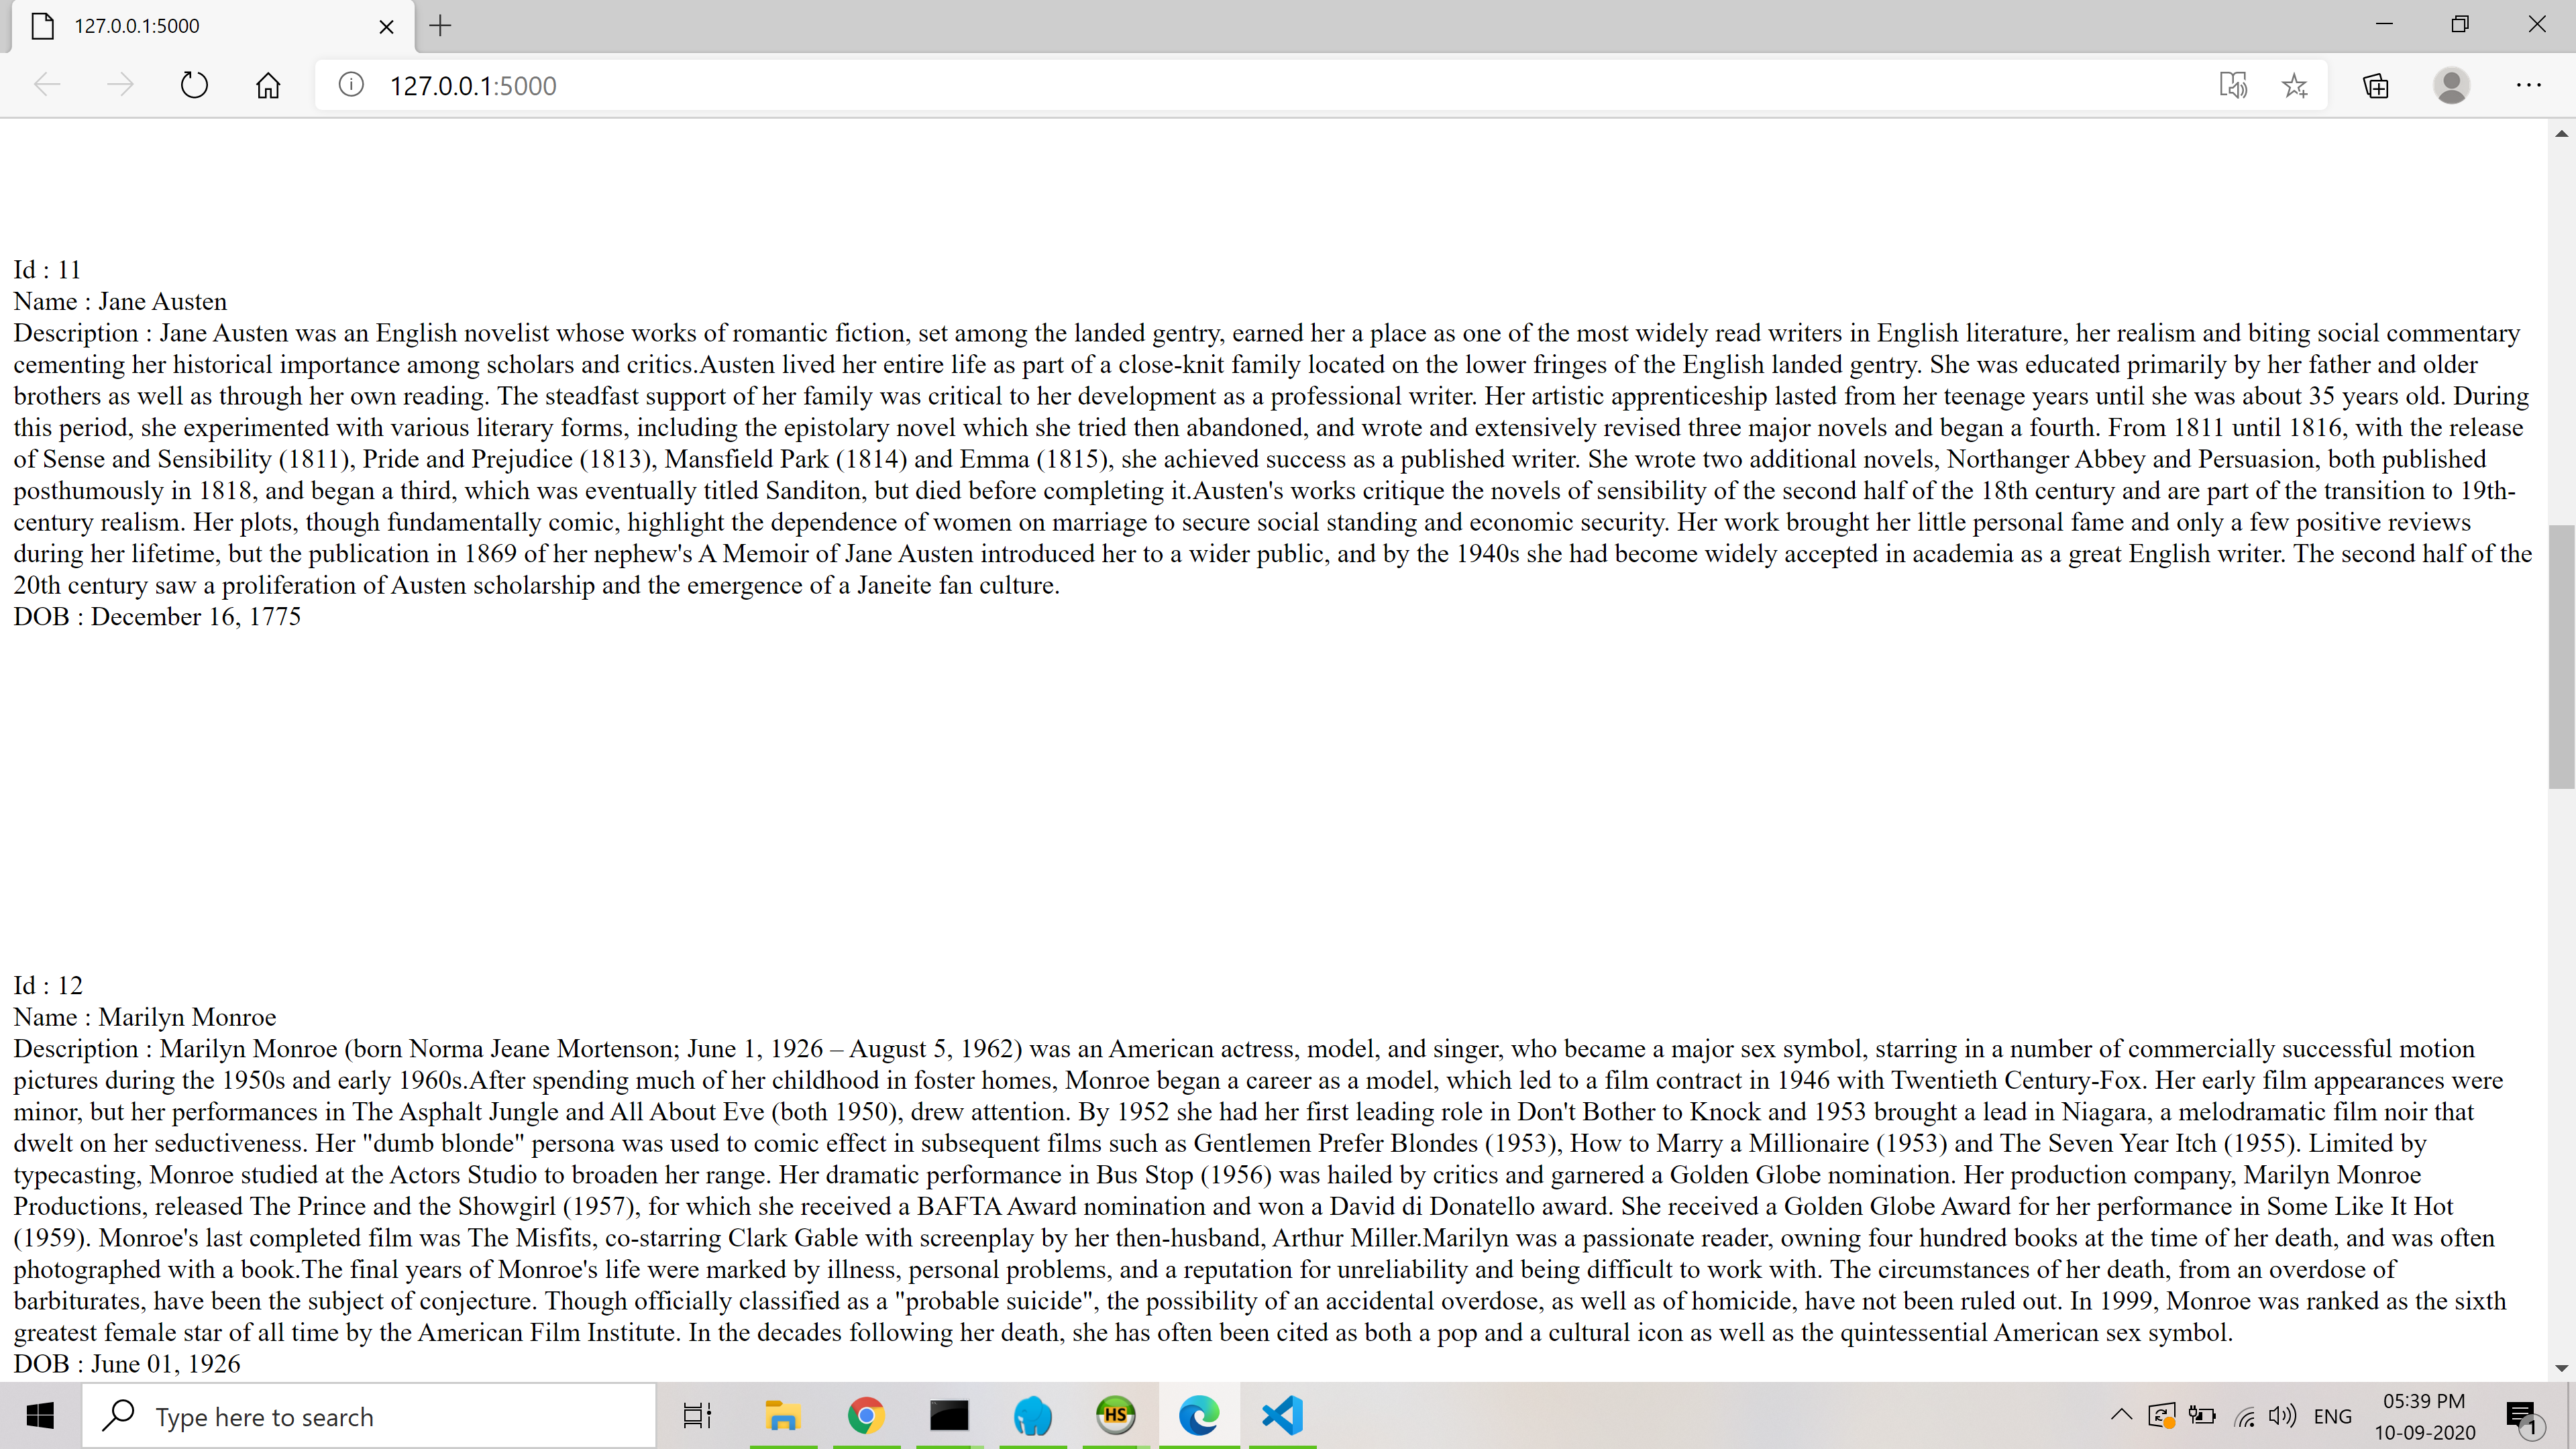 127.0.0.1:5000
127.0.0.1:5000
Id : 11
Name : Jane Austen
Description : Jane Austen was an English novelist whose works of romantic fiction, set among the landed gentry, earned her a place as one of the most widely read writers in English literature, her realism and biting social commentary
cementing her historical importance among scholars and critics.Austen lived her entire life as part of a close-knit family located on the lower fringes of the English landed gentry. She was educated primarily by her father and older
brothers as well as through her own reading. The steadfast support of her family was critical to her development as a professional writer. Her artistic apprenticeship lasted from her teenage years until she was about 35 years old. During
this period, she experimented with various literary forms, including the epistolary novel which she tried then abandoned, and wrote and extensively revised three major novels and began a fourth. From 1811 until 1816, with the release
of Sense and Sensibility (1811), Pride and Prejudice (1813), Mansfield Park (1814) and Emma (1815), she achieved success as a published writer. She wrote two additional novels, Northanger Abbey and Persuasion, both published
posthumously in 1818, and began a third, which was eventually titled Sanditon, but died before completing it.Austen's works critique the novels of sensibility of the second half of the 18th century and are part of the transition to 19th-
century realism. Her plots, though fundamentally comic, highlight the dependence of women on marriage to secure social standing and economic security. Her work brought her little personal fame and only a few positive reviews
during her lifetime, but the publication in 1869 of her nephew's A Memoir of Jane Austen introduced her to a wider public, and by the 1940s she had become widely accepted in academia as a great English writer. The second half of the
20th century saw a proliferation of Austen scholarship and the emergence of a Janeite fan culture.
DOB : December 16, 1775
Id : 12
Name : Marilyn Monroe
Description : Marilyn Monroe (born Norma Jeane Mortenson; June 1, 1926 – August 5, 1962) was an American actress, model, and singer, who became a major sex symbol, starring in a number of commercially successful motion
pictures during the 1950s and early 1960s.After spending much of her childhood in foster homes, Monroe began a career as a model, which led to a film contract in 1946 with Twentieth Century-Fox. Her early film appearances were
minor, but her performances in The Asphalt Jungle and All About Eve (both 1950), drew attention. By 1952 she had her first leading role in Don't Bother to Knock and 1953 brought a lead in Niagara, a melodramatic film noir that
dwelt on her seductiveness. Her "dumb blonde" persona was used to comic effect in subsequent films such as Gentlemen Prefer Blondes (1953), How to Marry a Millionaire (1953) and The Seven Year Itch (1955). Limited by
typecasting, Monroe studied at the Actors Studio to broaden her range. Her dramatic performance in Bus Stop (1956) was hailed by critics and garnered a Golden Globe nomination. Her production company, Marilyn Monroe
Productions, released The Prince and the Showgirl (1957), for which she received a BAFTA Award nomination and won a David di Donatello award. She received a Golden Globe Award for her performance in Some Like It Hot
(1959). Monroe's last completed film was The Misfits, co-starring Clark Gable with screenplay by her then-husband, Arthur Miller.Marilyn was a passionate reader, owning four hundred books at the time of her death, and was often
photographed with a book.The final years of Monroe's life were marked by illness, personal problems, and a reputation for unreliability and being difficult to work with. The circumstances of her death, from an overdose of
barbiturates, have been the subject of conjecture. Though officially classified as a "probable suicide", the possibility of an accidental overdose, as well as of homicide, have not been ruled out. In 1999, Monroe was ranked as the sixth
greatest female star of all time by the American Film Institute. In the decades following her death, she has often been cited as both a pop and a cultural icon as well as the quintessential American sex symbol.
DOB : June 01, 1926
Type here to search
HS
ENG
05:39 PM
10-09-2020
1